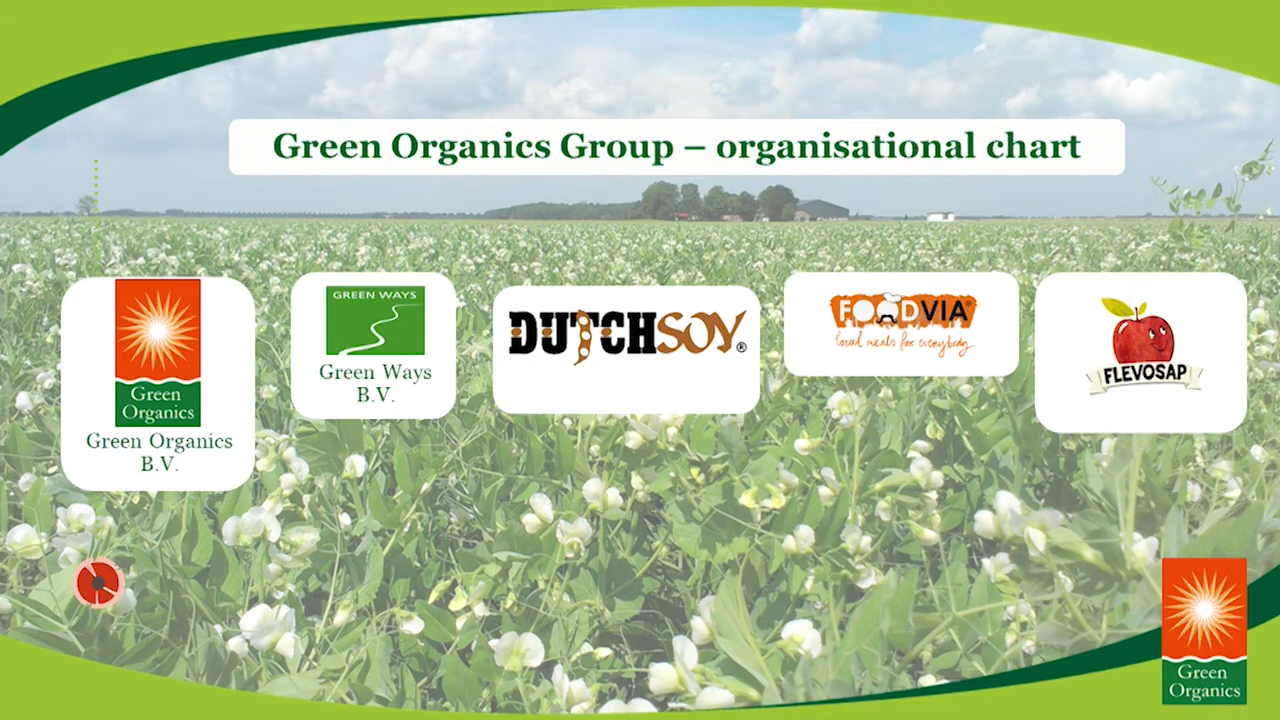 Green Organics Group – organisational chart
Green
Organics
Green Organics
B.V.
GREEN WAYS
Green Ways
B.V.
DUTCHSOY®
FOODVIA®
local meals for everybody
FLEVOSAP
Green
Organics